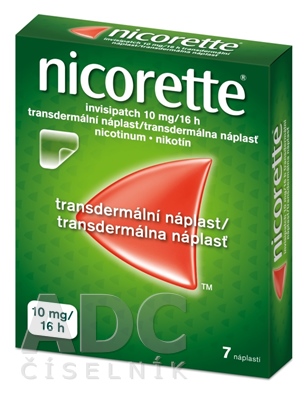 nicorette®
invisipatch 10 mg/16 h
transdermální náplast/transdermálna náplasť
nicotinum • nikotín
transdermální náplast/
transdermálna náplasť
TM
10 mg/
16 h
7 náplastí
ADC
ČÍSELNÍK